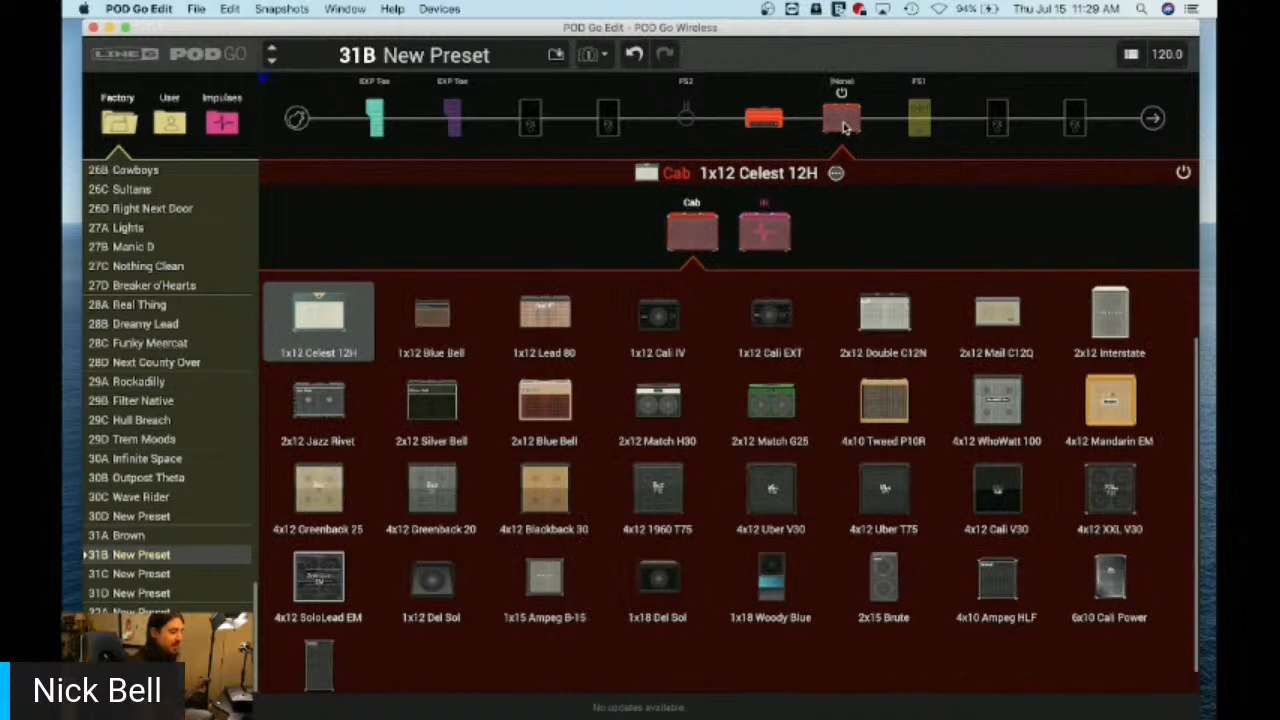 POD Go Edit File Edit Snapshots Window Help Devices 94% Thu Jul 15 11:29 AM
POD Go Edit - POD Go Wireless
LINE 6 POD GO 31B New Preset 120.0
EXP Toe EXP Toe FS2 (None) FS1
Factory User Impulses
Cab 1x12 Celest 12H
Cab IR
26B Cowboys
26C Sultans
26D Right Next Door
27A Lights
27B Manic D
27C Nothing Clean
27D Breaker o'Hearts
28A Real Thing
28B Dreamy Lead
28C Funky Meercat
28D Next County Over
29A Rockadilly
29B Filter Native
29C Hull Breach
29D Trem Moods
30A Infinite Space
30B Outpost Theta
30C Wave Rider
30D New Preset
31A Brown
31B New Preset
31C New Preset
31D New Preset
32A New Preset
1x12 Celest 12H 1x12 Blue Bell 1x12 Lead 80 1x12 Cali IV 1x12 Cali EXT 2x12 Double C12N 2x12 Mail C12Q 2x12 Interstate
2x12 Jazz Rivet 2x12 Silver Bell 2x12 Blue Bell 2x12 Match H30 2x12 Match G25 4x10 Tweed P10R 4x12 WhoWatt 100 4x12 Mandarin EM
4x12 Greenback 25 4x12 Greenback 20 4x12 Blackback 30 4x12 1960 T75 4x12 Uber V30 4x12 Uber T75 4x12 Cali V30 4x12 XXL V30
4x12 SoloLead EM 1x12 Del Sol 1x15 Ampeg B-15 1x18 Del Sol 1x18 Woody Blue 2x15 Brute 4x10 Ampeg HLF 6x10 Cali Power
No updates available.
Nick Bell